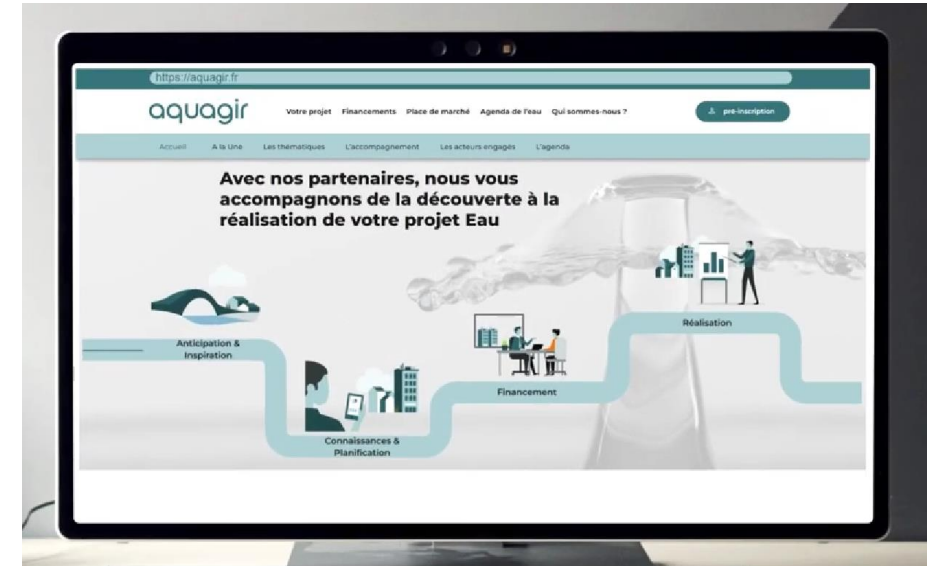 https://aquagir.fr
aquagir
Votre projet Financements Place de marché Agenda de l'eau Qui sommes-nous ?
pré-inscription
Accueil A la Une Les thématiques L'accompagnement Les acteurs engagés L'agenda
Avec nos partenaires, nous vous
accompagnons de la découverte à la
réalisation de votre projet Eau
Réalisation
Anticipation &
Inspiration
Financement
Connaissances &
Planification